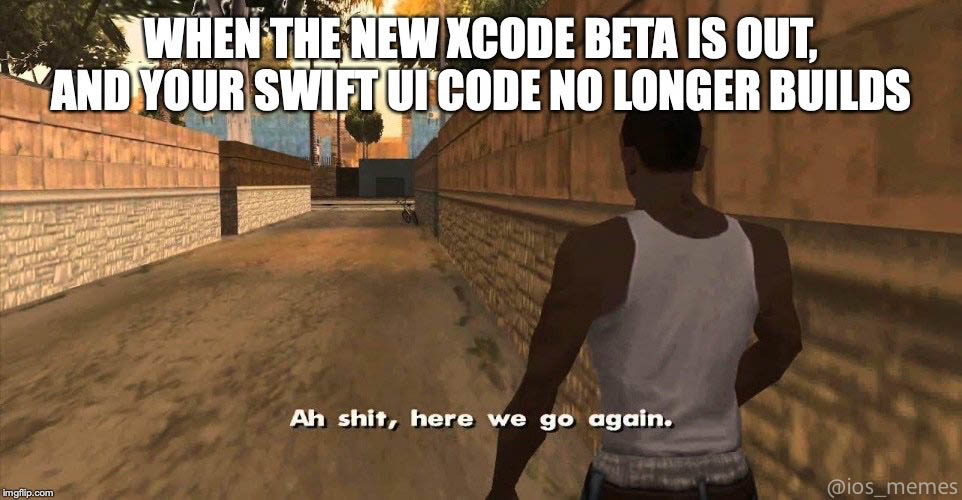 WHEN THE NEW XCODE BETA IS OUT,
AND YOUR SWIFT UI CODE NO LONGER BUILDS
Ah shit, here we go again.
imgflip.com
@ios_memes